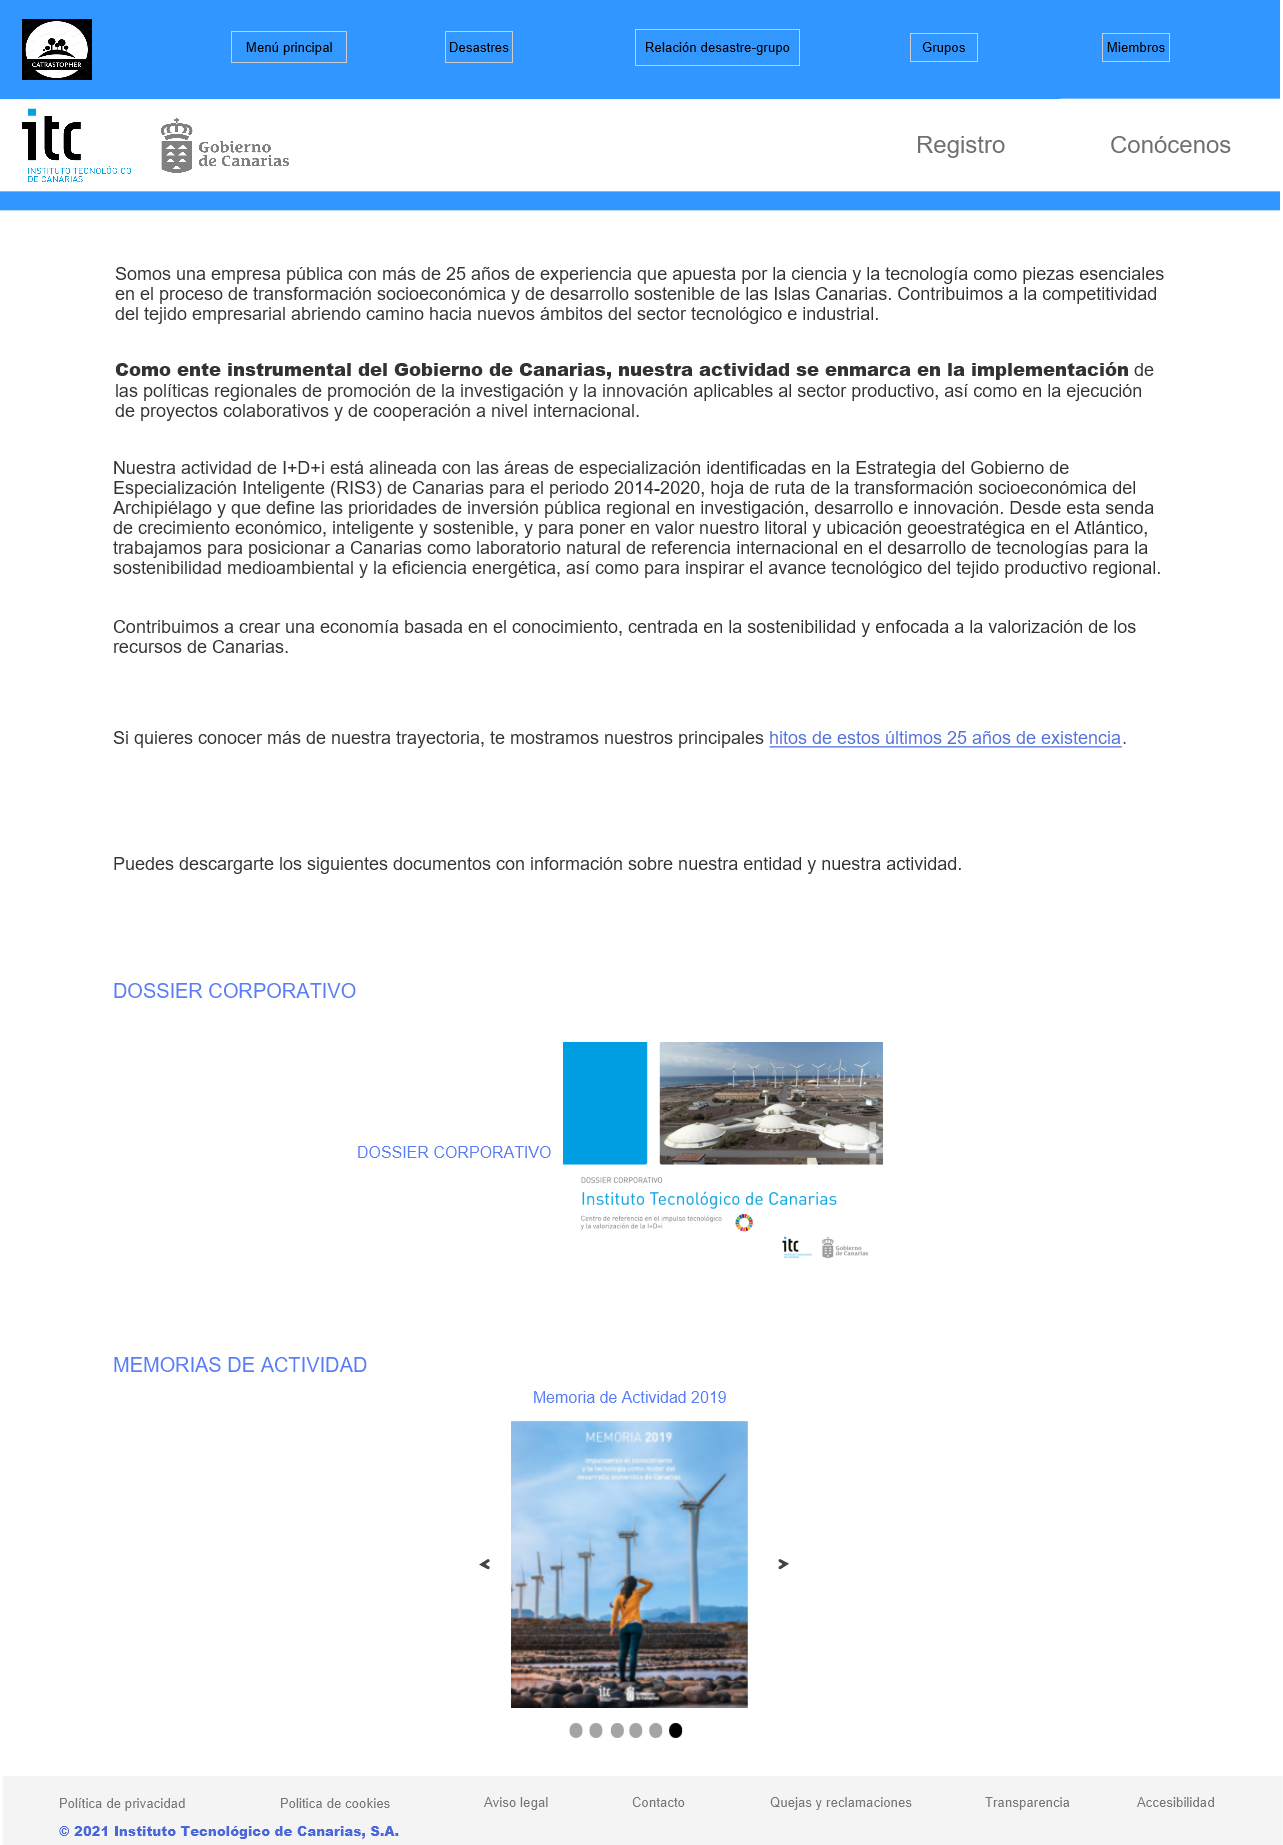 CATRASTOPHER
Menú principal
Desastres
Relación desastre-grupo
Grupos
Miembros
itc
INSTITUTO TECNOLÓGICO
DE CANARIAS
Gobierno
de Canarias
Registro
Conócenos
Somos una empresa pública con más de 25 años de experiencia que apuesta por la ciencia y la tecnología como piezas esenciales
en el proceso de transformación socioeconómica y de desarrollo sostenible de las Islas Canarias. Contribuimos a la competitividad
del tejido empresarial abriendo camino hacia nuevos ámbitos del sector tecnológico e industrial.
Como ente instrumental del Gobierno de Canarias, nuestra actividad se enmarca en la implementación de
las políticas regionales de promoción de la investigación y la innovación aplicables al sector productivo, así como en la ejecución
de proyectos colaborativos y de cooperación a nivel internacional.
Nuestra actividad de I+D+i está alineada con las áreas de especialización identificadas en la Estrategia del Gobierno de
Especialización Inteligente (RIS3) de Canarias para el periodo 2014-2020, hoja de ruta de la transformación socioeconómica del
Archipiélago y que define las prioridades de inversión pública regional en investigación, desarrollo e innovación. Desde esta senda
de crecimiento económico, inteligente y sostenible, y para poner en valor nuestro litoral y ubicación geoestratégica en el Atlántico,
trabajamos para posicionar a Canarias como laboratorio natural de referencia internacional en el desarrollo de tecnologías para la
sostenibilidad medioambiental y la eficiencia energética, así como para inspirar el avance tecnológico del tejido productivo regional.
Contribuimos a crear una economía basada en el conocimiento, centrada en la sostenibilidad y enfocada a la valorización de los
recursos de Canarias.
Si quieres conocer más de nuestra trayectoria, te mostramos nuestros principales hitos de estos últimos 25 años de existencia.
Puedes descargarte los siguientes documentos con información sobre nuestra entidad y nuestra actividad.
DOSSIER CORPORATIVO
DOSSIER CORPORATIVO
DOSSIER CORPORATIVO
Instituto Tecnológico de Canarias
Centro de referencia en el impulso tecnológico
y la valorización de la I+D+i
itc
Gobierno
de Canarias
MEMORIAS DE ACTIVIDAD
Memoria de Actividad 2019
MEMORIA 2019
Impulsamos el conocimiento
y la tecnología como motor del
desarrollo sostenible de Canarias
<
>
itc
Política de privacidad
Politica de cookies
Aviso legal
Contacto
Quejas y reclamaciones
Transparencia
Accesibilidad
© 2021 Instituto Tecnológico de Canarias, S.A.